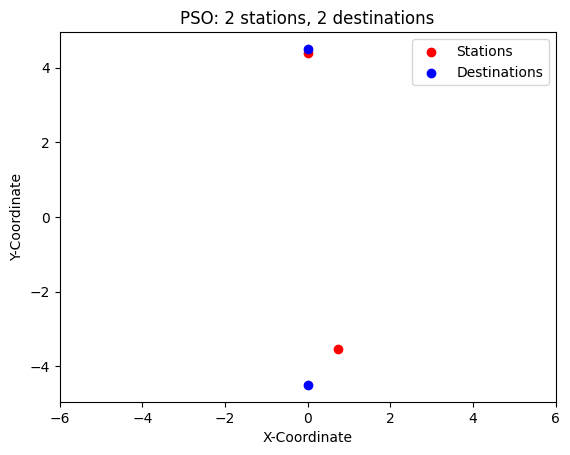 PSO: 2 stations, 2 destinations
Stations
Destinations
4
2
0
−2
−4
Y-Coordinate
−6
−4
−2
0
2
4
6
X-Coordinate